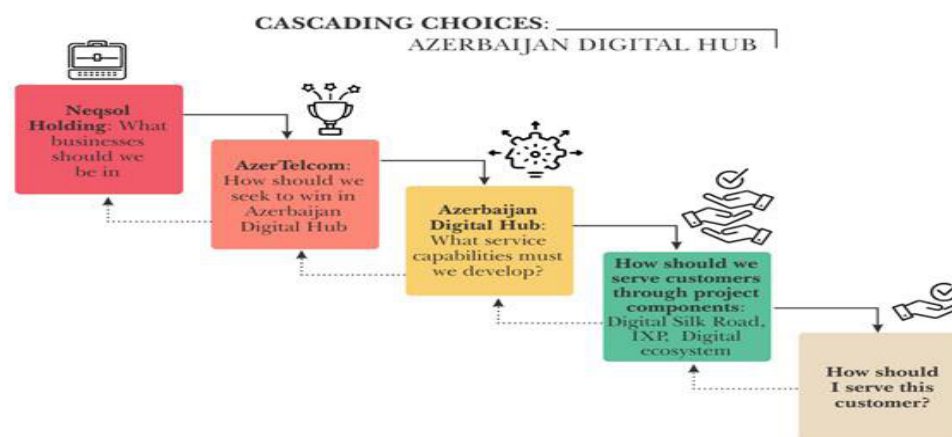 CASCADING CHOICES:
AZERBAIJAN DIGITAL HUB
Neqsol
Holding: What
businesses
should we
be in
AzerTelcom:
How should we
seek to win in
Azerbaijan
Digital Hub
Azerbaijan
Digital Hub:
What service
capabilities must
we develop?
How should we
serve customers
through project
components:
Digital Silk Road,
IXP, Digital
ecosystem
How should
I serve this
customer?